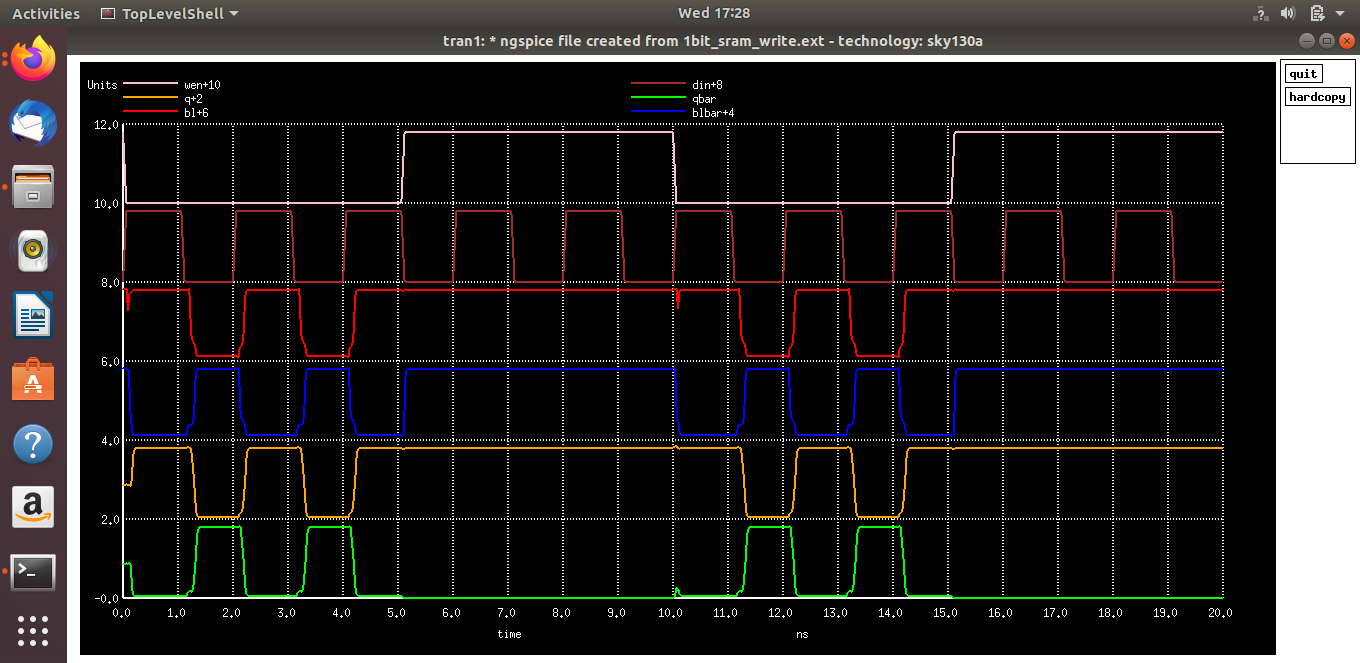 Activities TopLevelShell Wed 17:28
tran1: * ngspice file created from 1bit_sram_write.ext - technology: sky130a
quit
hardcopy
Units wen+10 din+8
q+2 qbar
bl+6 blbar+4
12.0
10.0
8.0
6.0
4.0
2.0
-0.0
0.0 1.0 2.0 3.0 4.0 5.0 6.0 7.0 8.0 9.0 10.0 11.0 12.0 13.0 14.0 15.0 16.0 17.0 18.0 19.0 20.0
time ns
A
?
a
>_